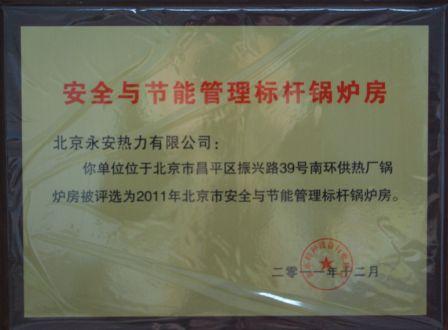 安全与节能管理标杆锅炉房
北京永安热力有限公司：
你单位位于北京市昌平区振兴路39号南环供热厂锅
炉房被评选为2011年北京市安全与节能管理标杆锅炉房。
二零一一年十二月